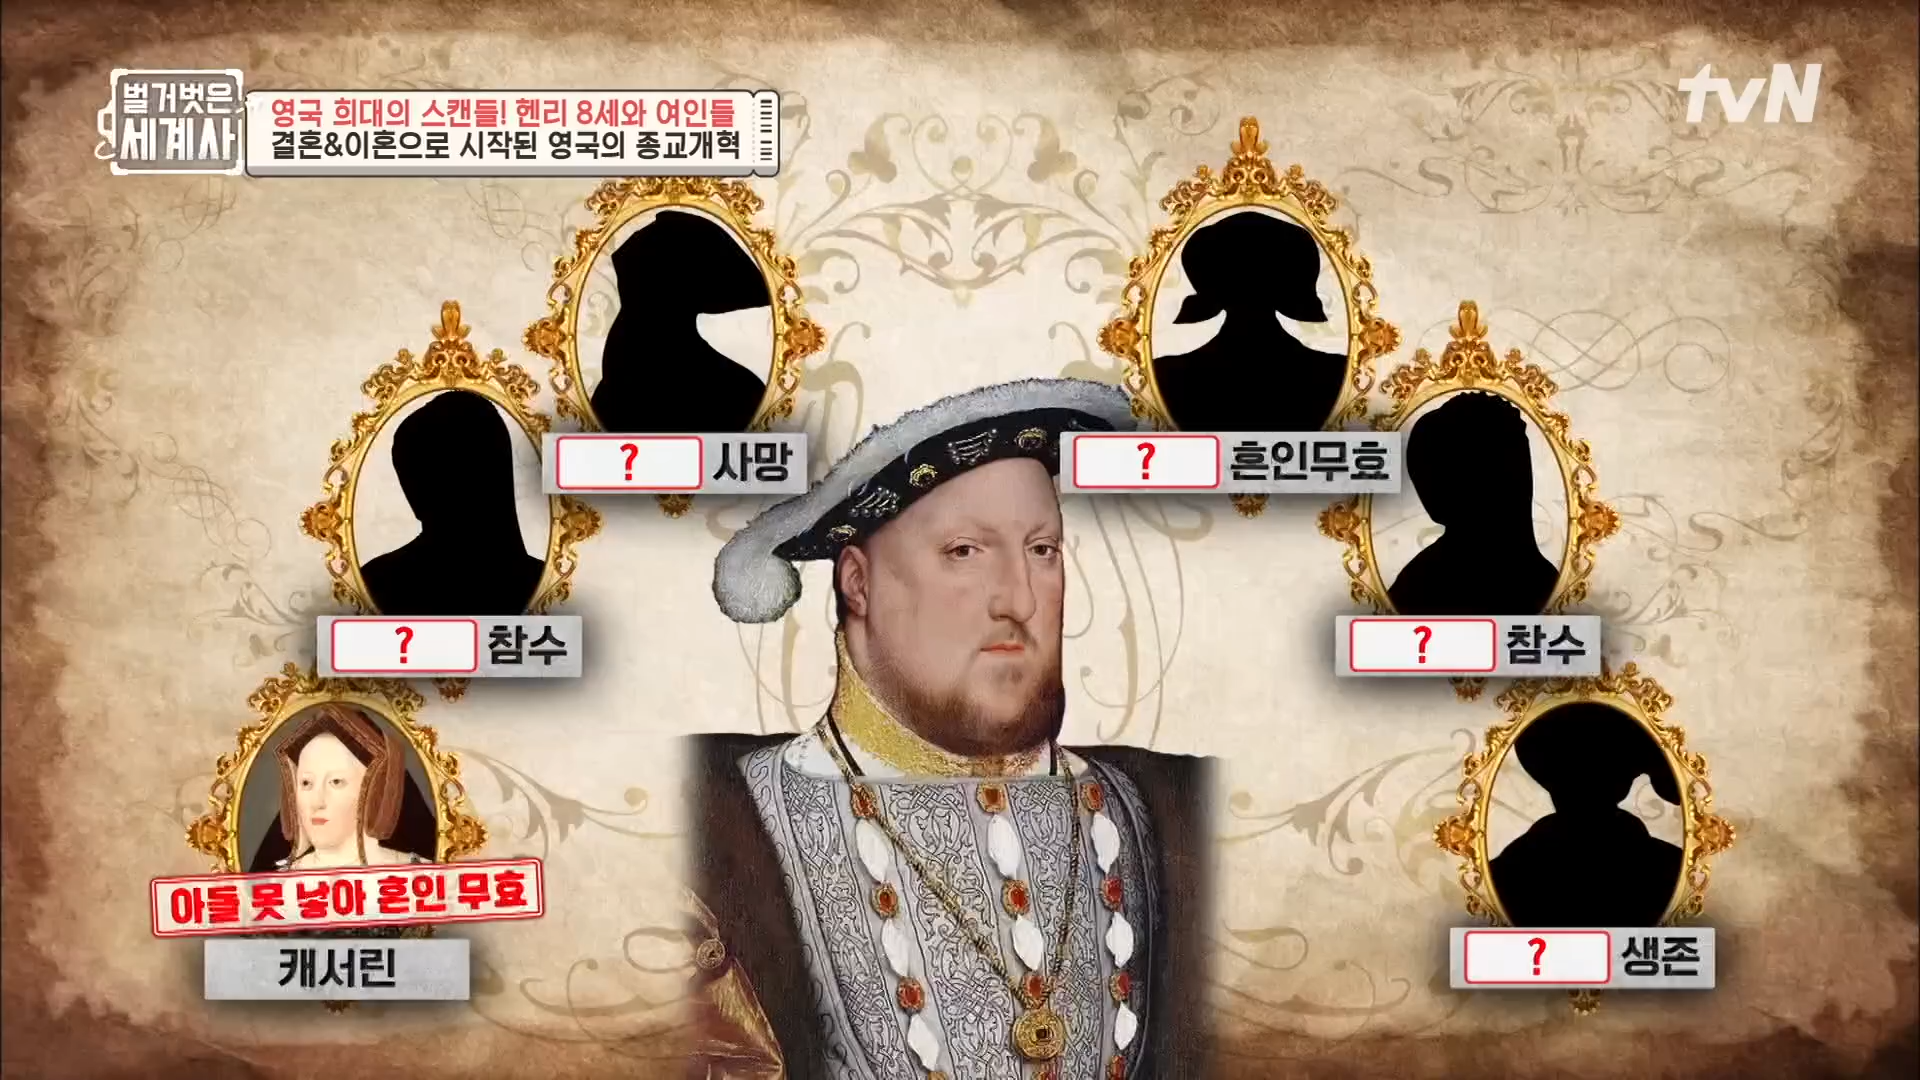 벌거벗은
세계사
영국 희대의 스캔들! 헨리 8세와 여인들
결혼&이혼으로 시작된 영국의 종교개혁
tvN
? 사망
? 혼인무효
? 참수
? 참수
아들 못 낳아 혼인 무효
캐서린
? 생존